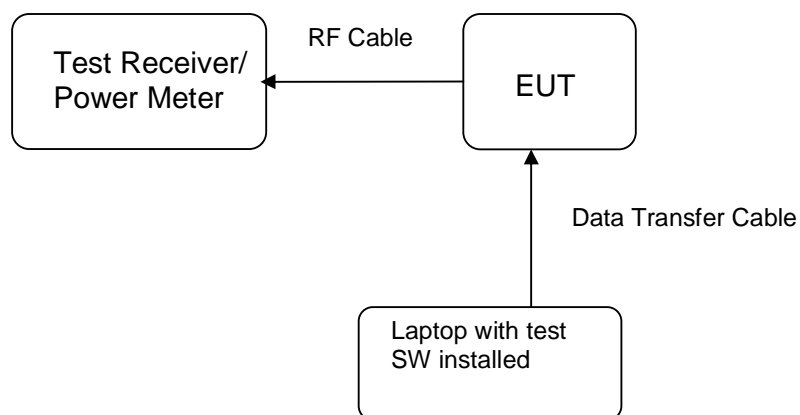 RF Cable
Test Receiver/
Power Meter
EUT
Data Transfer Cable
Laptop with test
SW installed